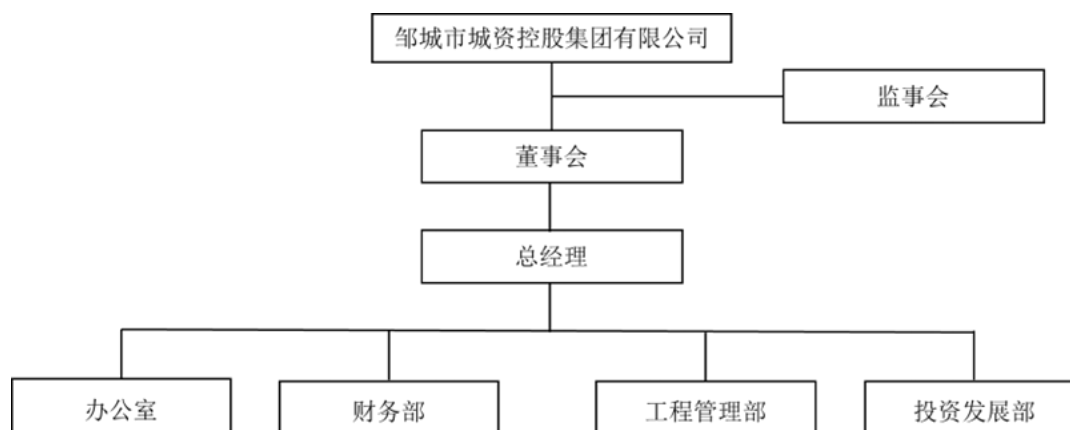 邹城市城资控股集团有限公司
监事会
董事会
总经理
办公室
财务部
工程管理部
投资发展部